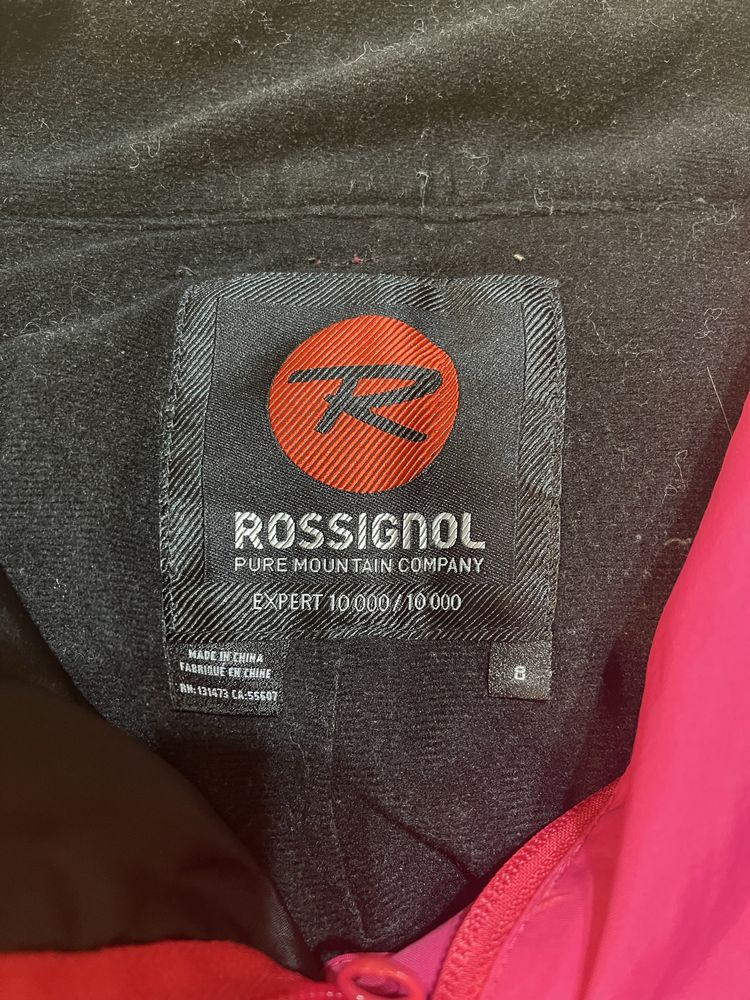 R
ROSSIGNOL
PURE MOUNTAIN COMPANY
EXPERT 10 000 / 10 000
MADE IN CHINA
FABRIQUÉ EN CHINE
RN: 131473 CA: 55607
8